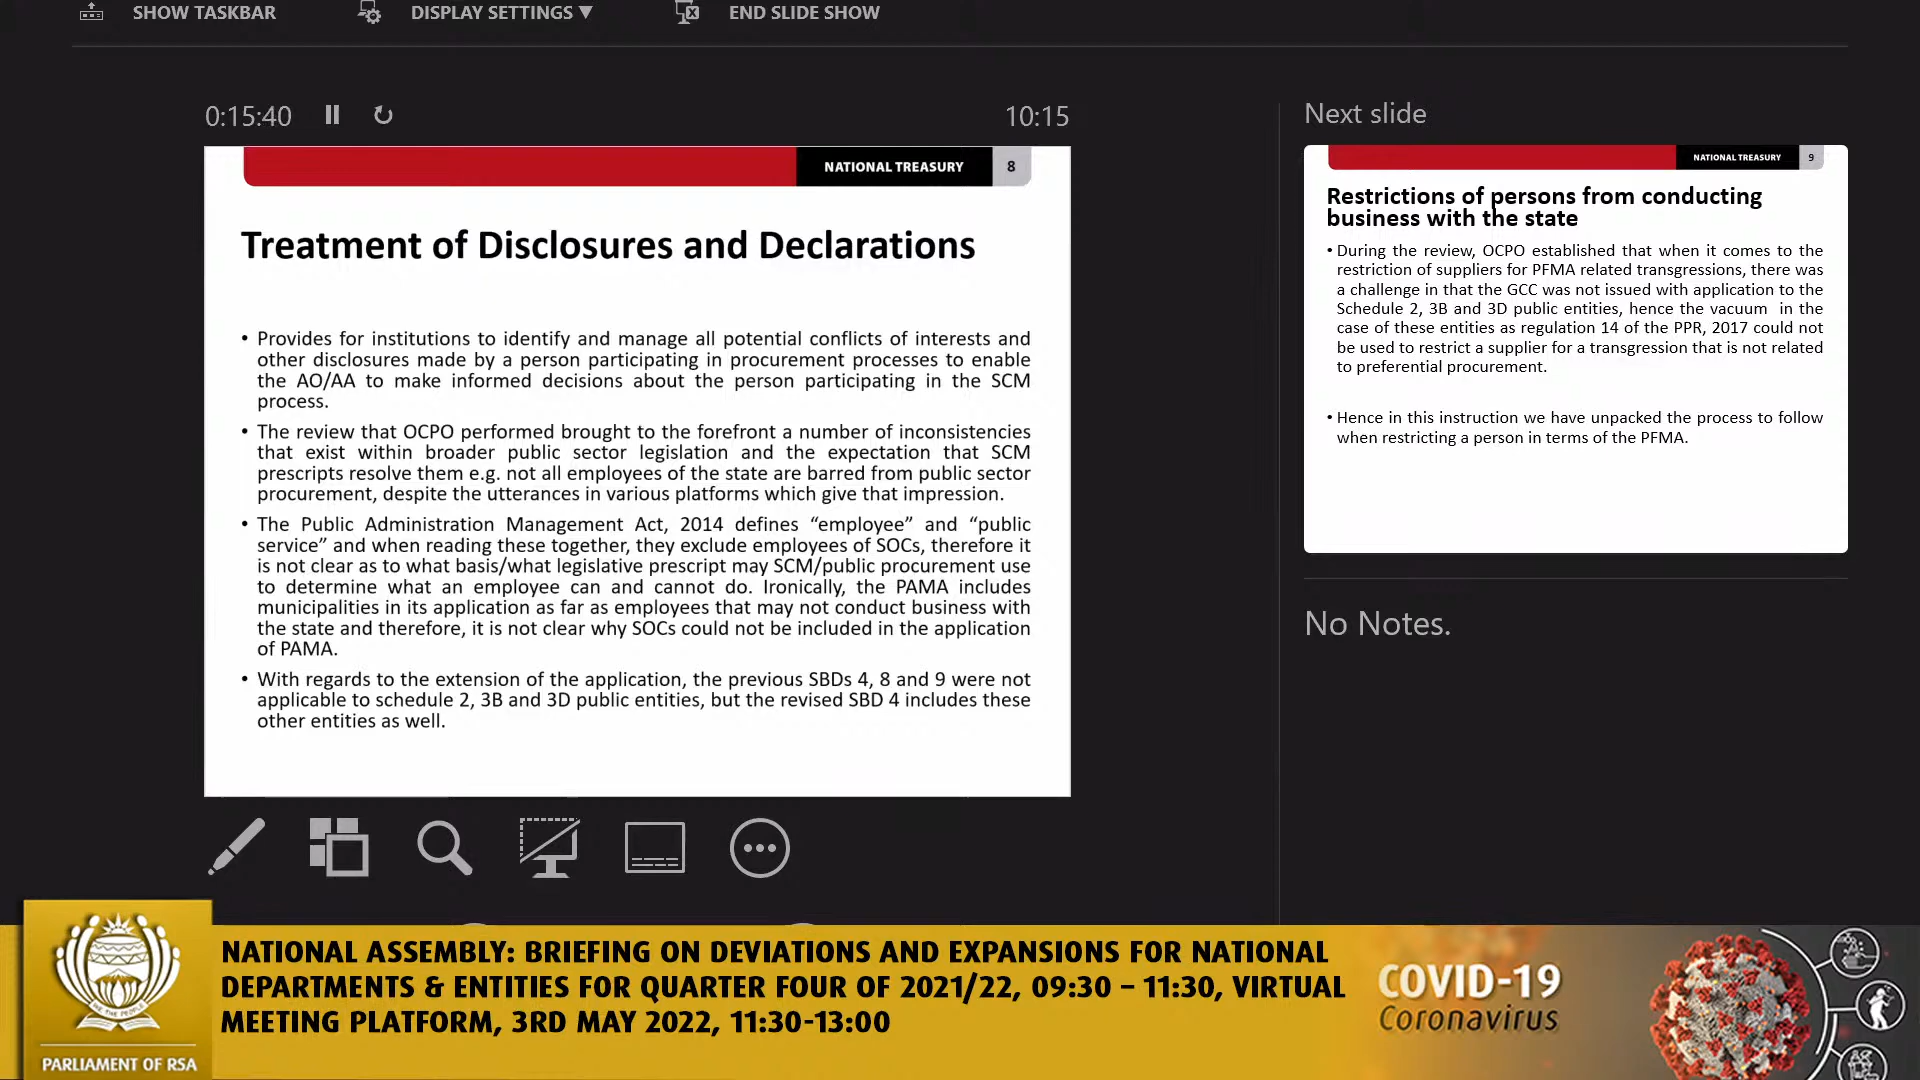 SHOW TASKBAR
DISPLAY SETTINGS ▼
END SLIDE SHOW
0:15:40
10:15
NATIONAL TREASURY 8
Treatment of Disclosures and Declarations
• Provides for institutions to identify and manage all potential conflicts of interests and
other disclosures made by a person participating in procurement processes to enable
the AO/AA to make informed decisions about the person participating in the SCM
process.
• The review that OCPO performed brought to the forefront a number of inconsistencies
that exist within broader public sector legislation and the expectation that SCM
prescripts resolve them e.g. not all employees of the state are barred from public sector
procurement, despite the utterances in various platforms which give that impression.
• The Public Administration Management Act, 2014 defines “employee” and “public
service” and when reading these together, they exclude employees of SOCs, therefore it
is not clear as to what basis/what legislative prescript may SCM/public procurement use
to determine what an employee can and cannot do. Ironically, the PAMA includes
municipalities in its application as far as employees that may not conduct business with
the state and therefore, it is not clear why SOCs could not be included in the application
of PAMA.
• With regards to the extension of the application, the previous SBDs 4, 8 and 9 were not
applicable to schedule 2, 3B and 3D public entities, but the revised SBD 4 includes these
other entities as well.
Next slide
NATIONAL TREASURY 9
Restrictions of persons from conducting
business with the state
• During the review, OCPO established that when it comes to the
restriction of suppliers for PFMA related transgressions, there was
a challenge in that the GCC was not issued with application to the
Schedule 2, 3B and 3D public entities, hence the vacuum in the
case of these entities as regulation 14 of the PPR, 2017 could not
be used to restrict a supplier for a transgression that is not related
to preferential procurement.
• Hence in this instruction we have unpacked the process to follow
when restricting a person in terms of the PFMA.
No Notes.
NATIONAL ASSEMBLY: BRIEFING ON DEVIATIONS AND EXPANSIONS FOR NATIONAL
DEPARTMENTS & ENTITIES FOR QUARTER FOUR OF 2021/22, 09:30 – 11:30, VIRTUAL
MEETING PLATFORM, 3RD MAY 2022, 11:30-13:00
PARLIAMENT OF RSA
COVID-19
Coronavirus